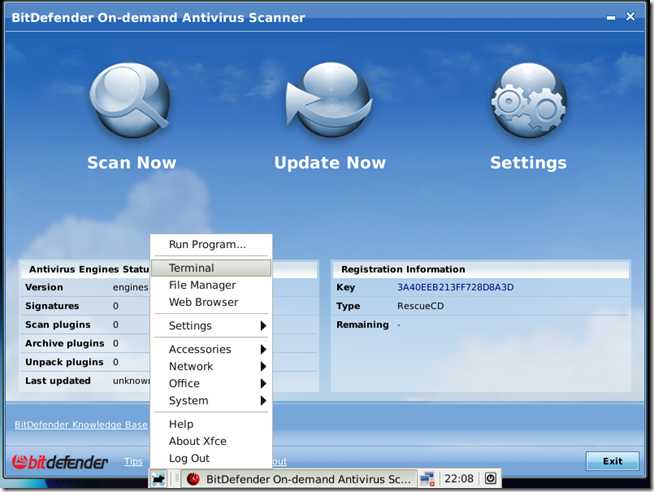 BitDefender On-demand Antivirus Scanner
Scan Now
Update Now
Settings
Run Program...
Terminal
File Manager
Web Browser
Settings
Accessories
Network
Office
System
Help
About Xfce
Log Out
Antivirus Engines Statu
Version engines
Signatures 0
Scan plugins 0
Archive plugins 0
Unpack plugins 0
Last updated unknow
Registration Information
Key 3A40EEB213FF728D8A3D
Type RescueCD
Remaining -
BitDefender Knowledge Base
bitdefender
Tips
out
Exit
BitDefender On-demand Antivirus Sc...
22:08